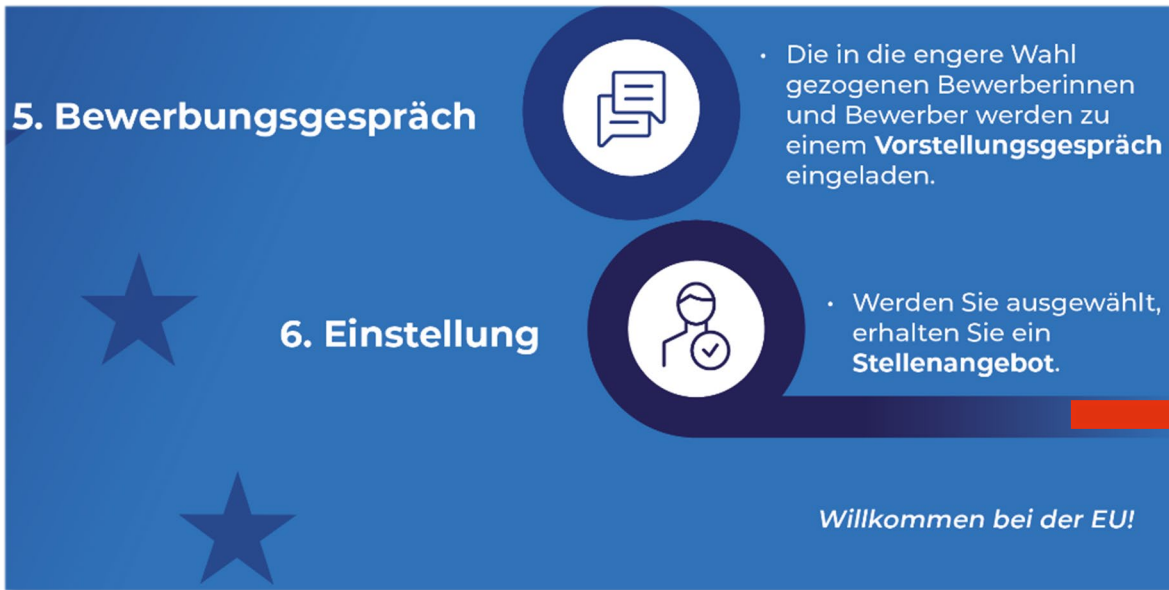 5. Bewerbungsgespräch
• Die in die engere Wahl
gezogenen Bewerberinnen
und Bewerber werden zu
einem Vorstellungsgespräch
eingeladen.
6. Einstellung
• Werden Sie ausgewählt,
erhalten Sie ein
Stellenangebot.
Willkommen bei der EU!